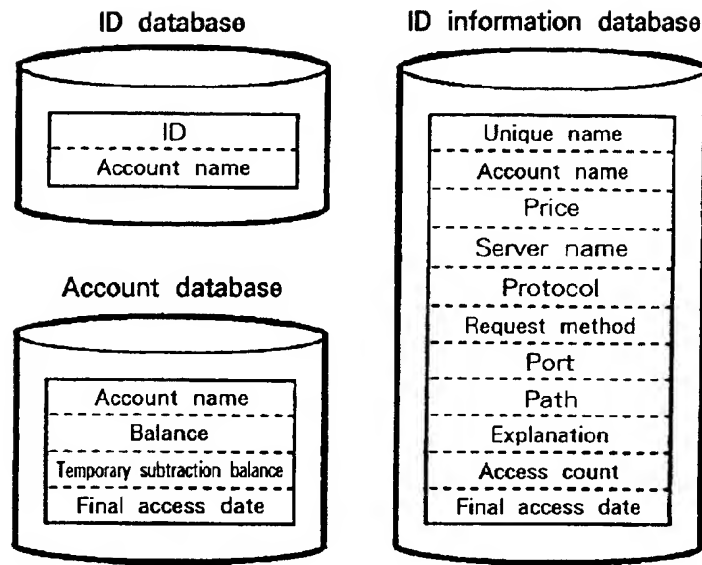 ID database
ID
Account name
Account database
Account name
Balance
Temporary subtraction balance
Final access date
ID information database
Unique name
Account name
Price
Server name
Protocol
Request method
Port
Path
Explanation
Access count
Final access date